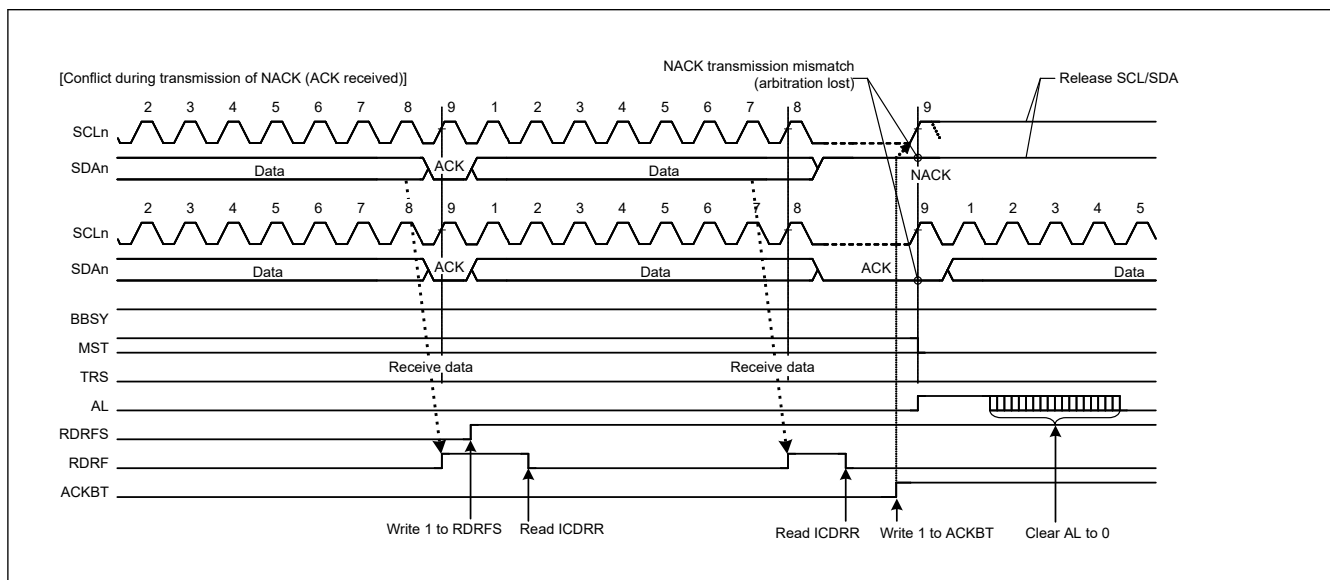 [Conflict during transmission of NACK (ACK received)]
NACK transmission mismatch
(arbitration lost)
Release SCL/SDA
2 3 4 5 6 7 8 9 1 2 3 4 5 6 7 8 9
SCLn
SDAn
Data ACK Data NACK
2 3 4 5 6 7 8 9 1 2 3 4 5 6 7 8 9 1 2 3 4 5
SCLn
SDAn
Data ACK Data ACK Data
BBSY
MST
Receive data Receive data
TRS
AL
RDRFS
RDRF
ACKBT
Write 1 to RDRFS Read ICDRR Read ICDRR Write 1 to ACKBT Clear AL to 0